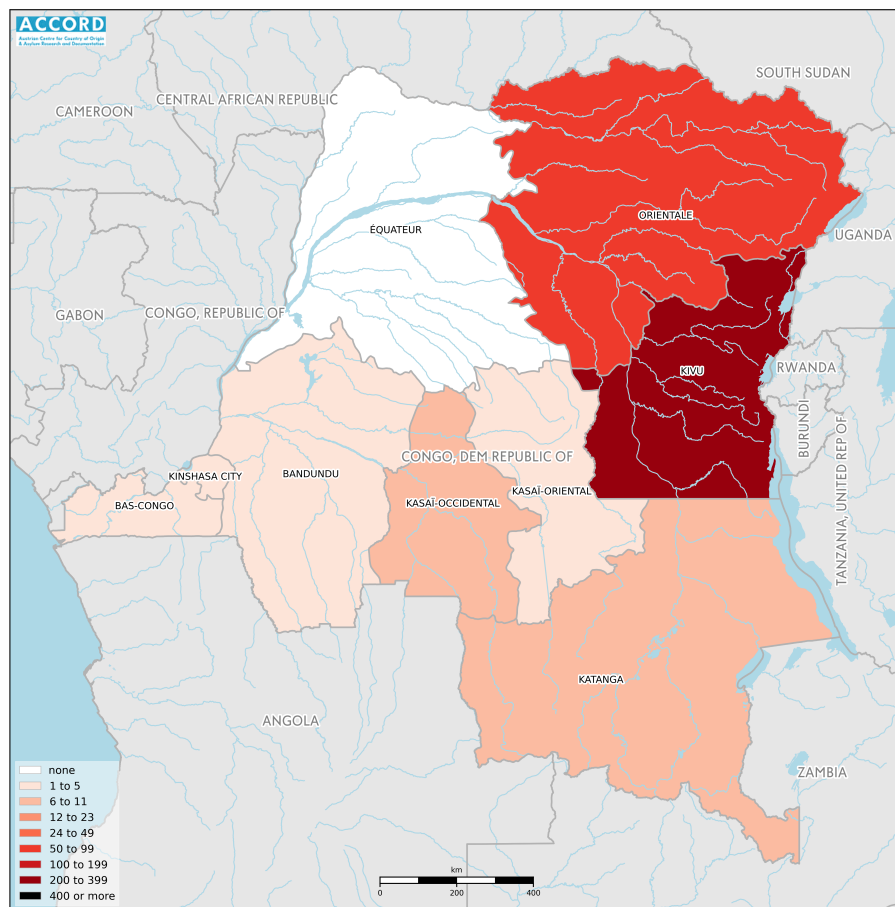 ACCORD
Austrian Centre for Country of Origin
& Asylum Research and Documentation
SOUTH SUDAN
CENTRAL AFRICAN REPUBLIC
CAMEROON
ORIENTALE
ÉQUATEUR
UGANDA
GABON
CONGO, REPUBLIC OF
KIVU
RWANDA
BURUNDI
TANZANIA, UNITED REP OF
CONGO, DEM REPUBLIC OF
KINSHASA CITY
BANDUNDU
KASAÏ-ORIENTAL
KASAÏ-OCCIDENTAL
BAS-CONGO
KATANGA
ANGOLA
ZAMBIA
none
1 to 5
6 to 11
12 to 23
24 to 49
50 to 99
100 to 199
200 to 399
400 or more
km
0 200 400